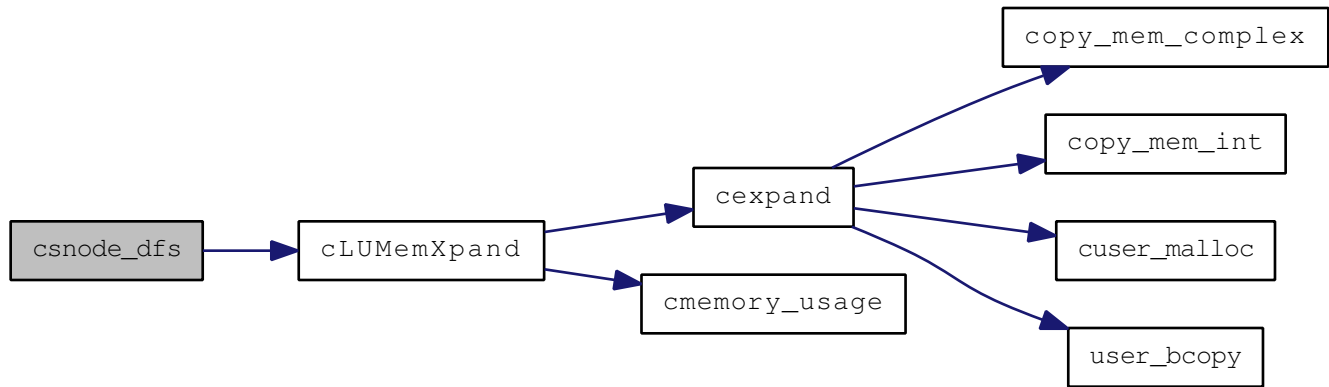 csnode_dfs
cLUMemXpand
cexpand
cmemory_usage
copy_mem_complex
copy_mem_int
cuser_malloc
user_bcopy